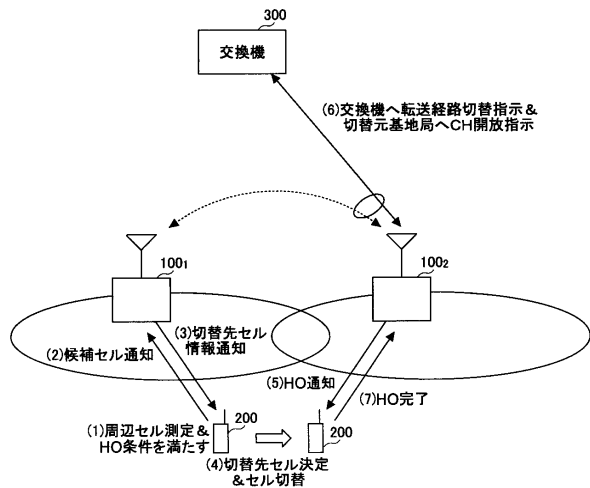 300
交換機
(6)交換機へ転送経路切替指示&
切替元基地局へCH開放指示
100₁
100₂
(3)切替先セル
情報通知
(2)候補セル通知
(5)HO通知
(7)HO完了
(1)周辺セル測定&
HO条件を満たす
200
200
(4)切替先セル決定
&セル切替